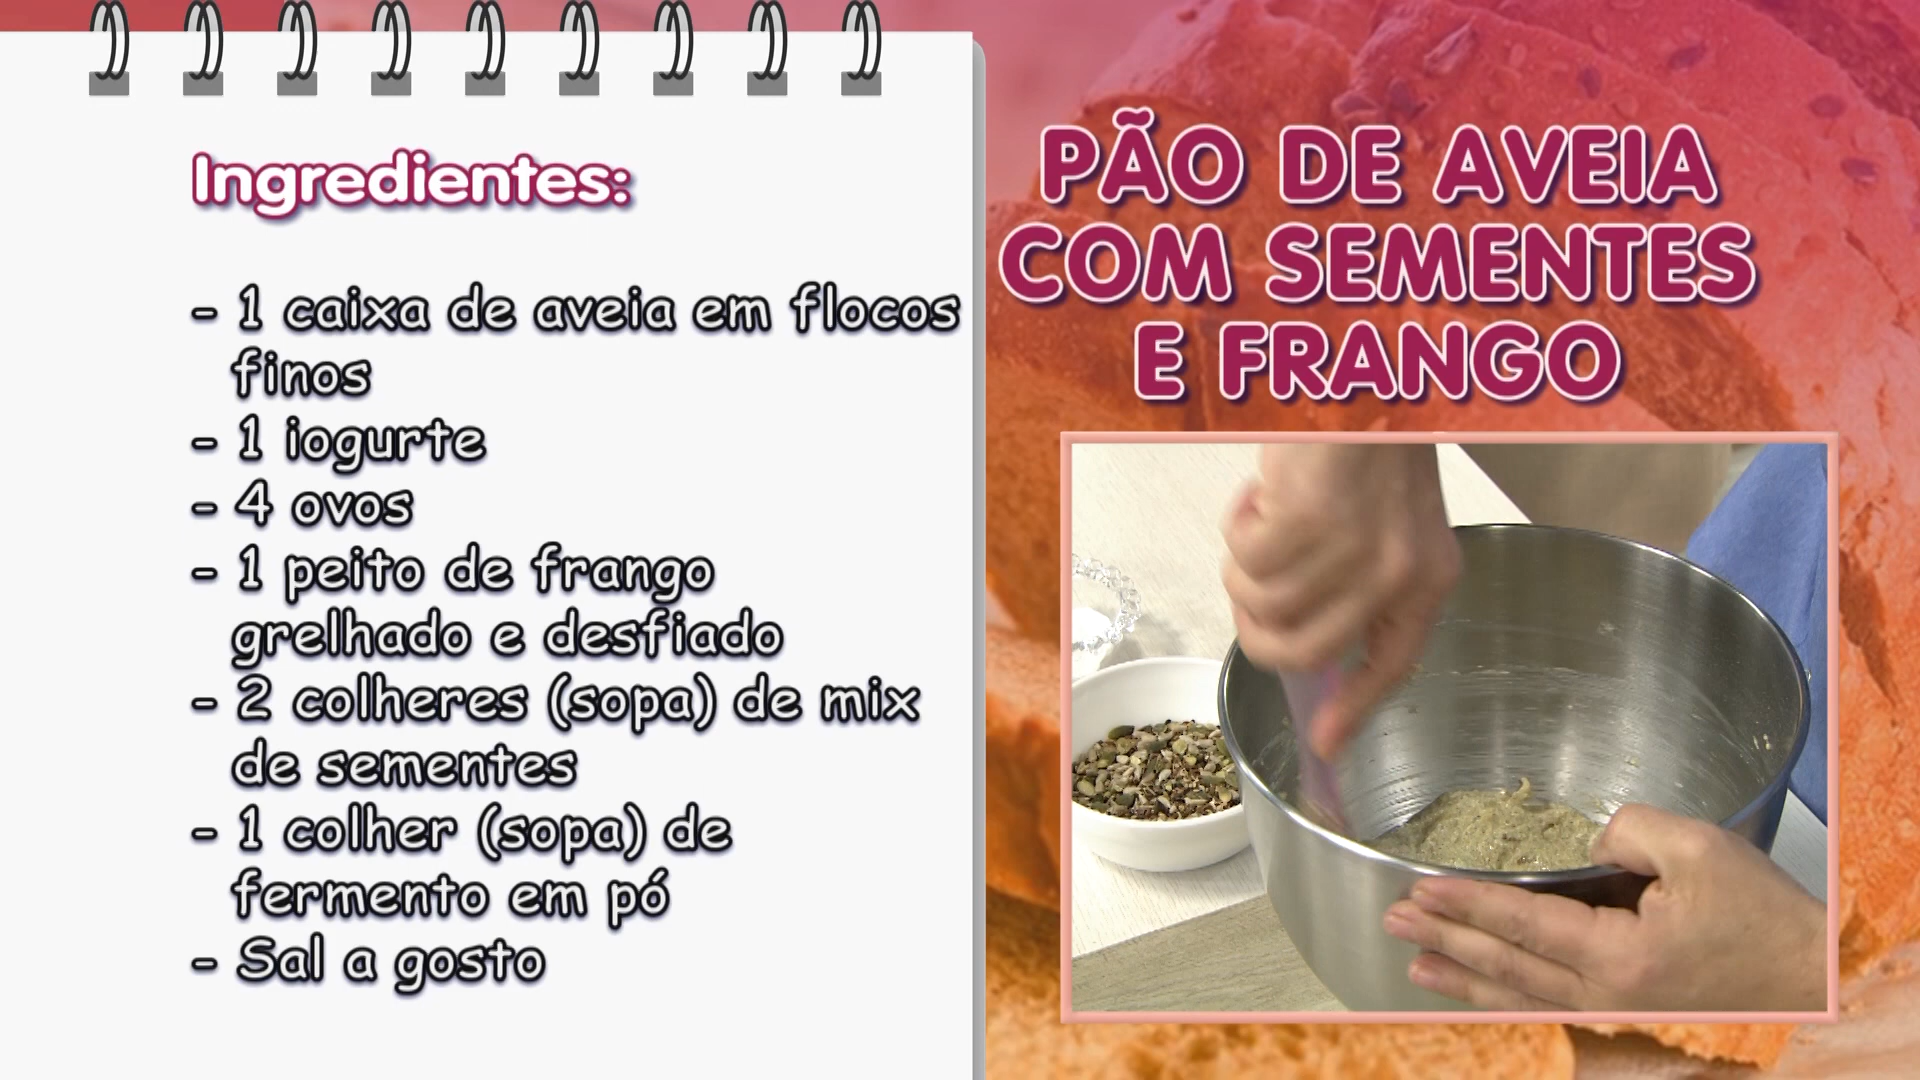 Ingredientes:
- 1 caixa de aveia em flocos
finos
- 1 iogurte
- 4 ovos
- 1 peito de frango
grelhado e desfiado
- 2 colheres (sopa) de mix
de sementes
- 1 colher (sopa) de
fermento em pó
- Sal a gosto
PÃO DE AVEIA
COM SEMENTES
E FRANGO